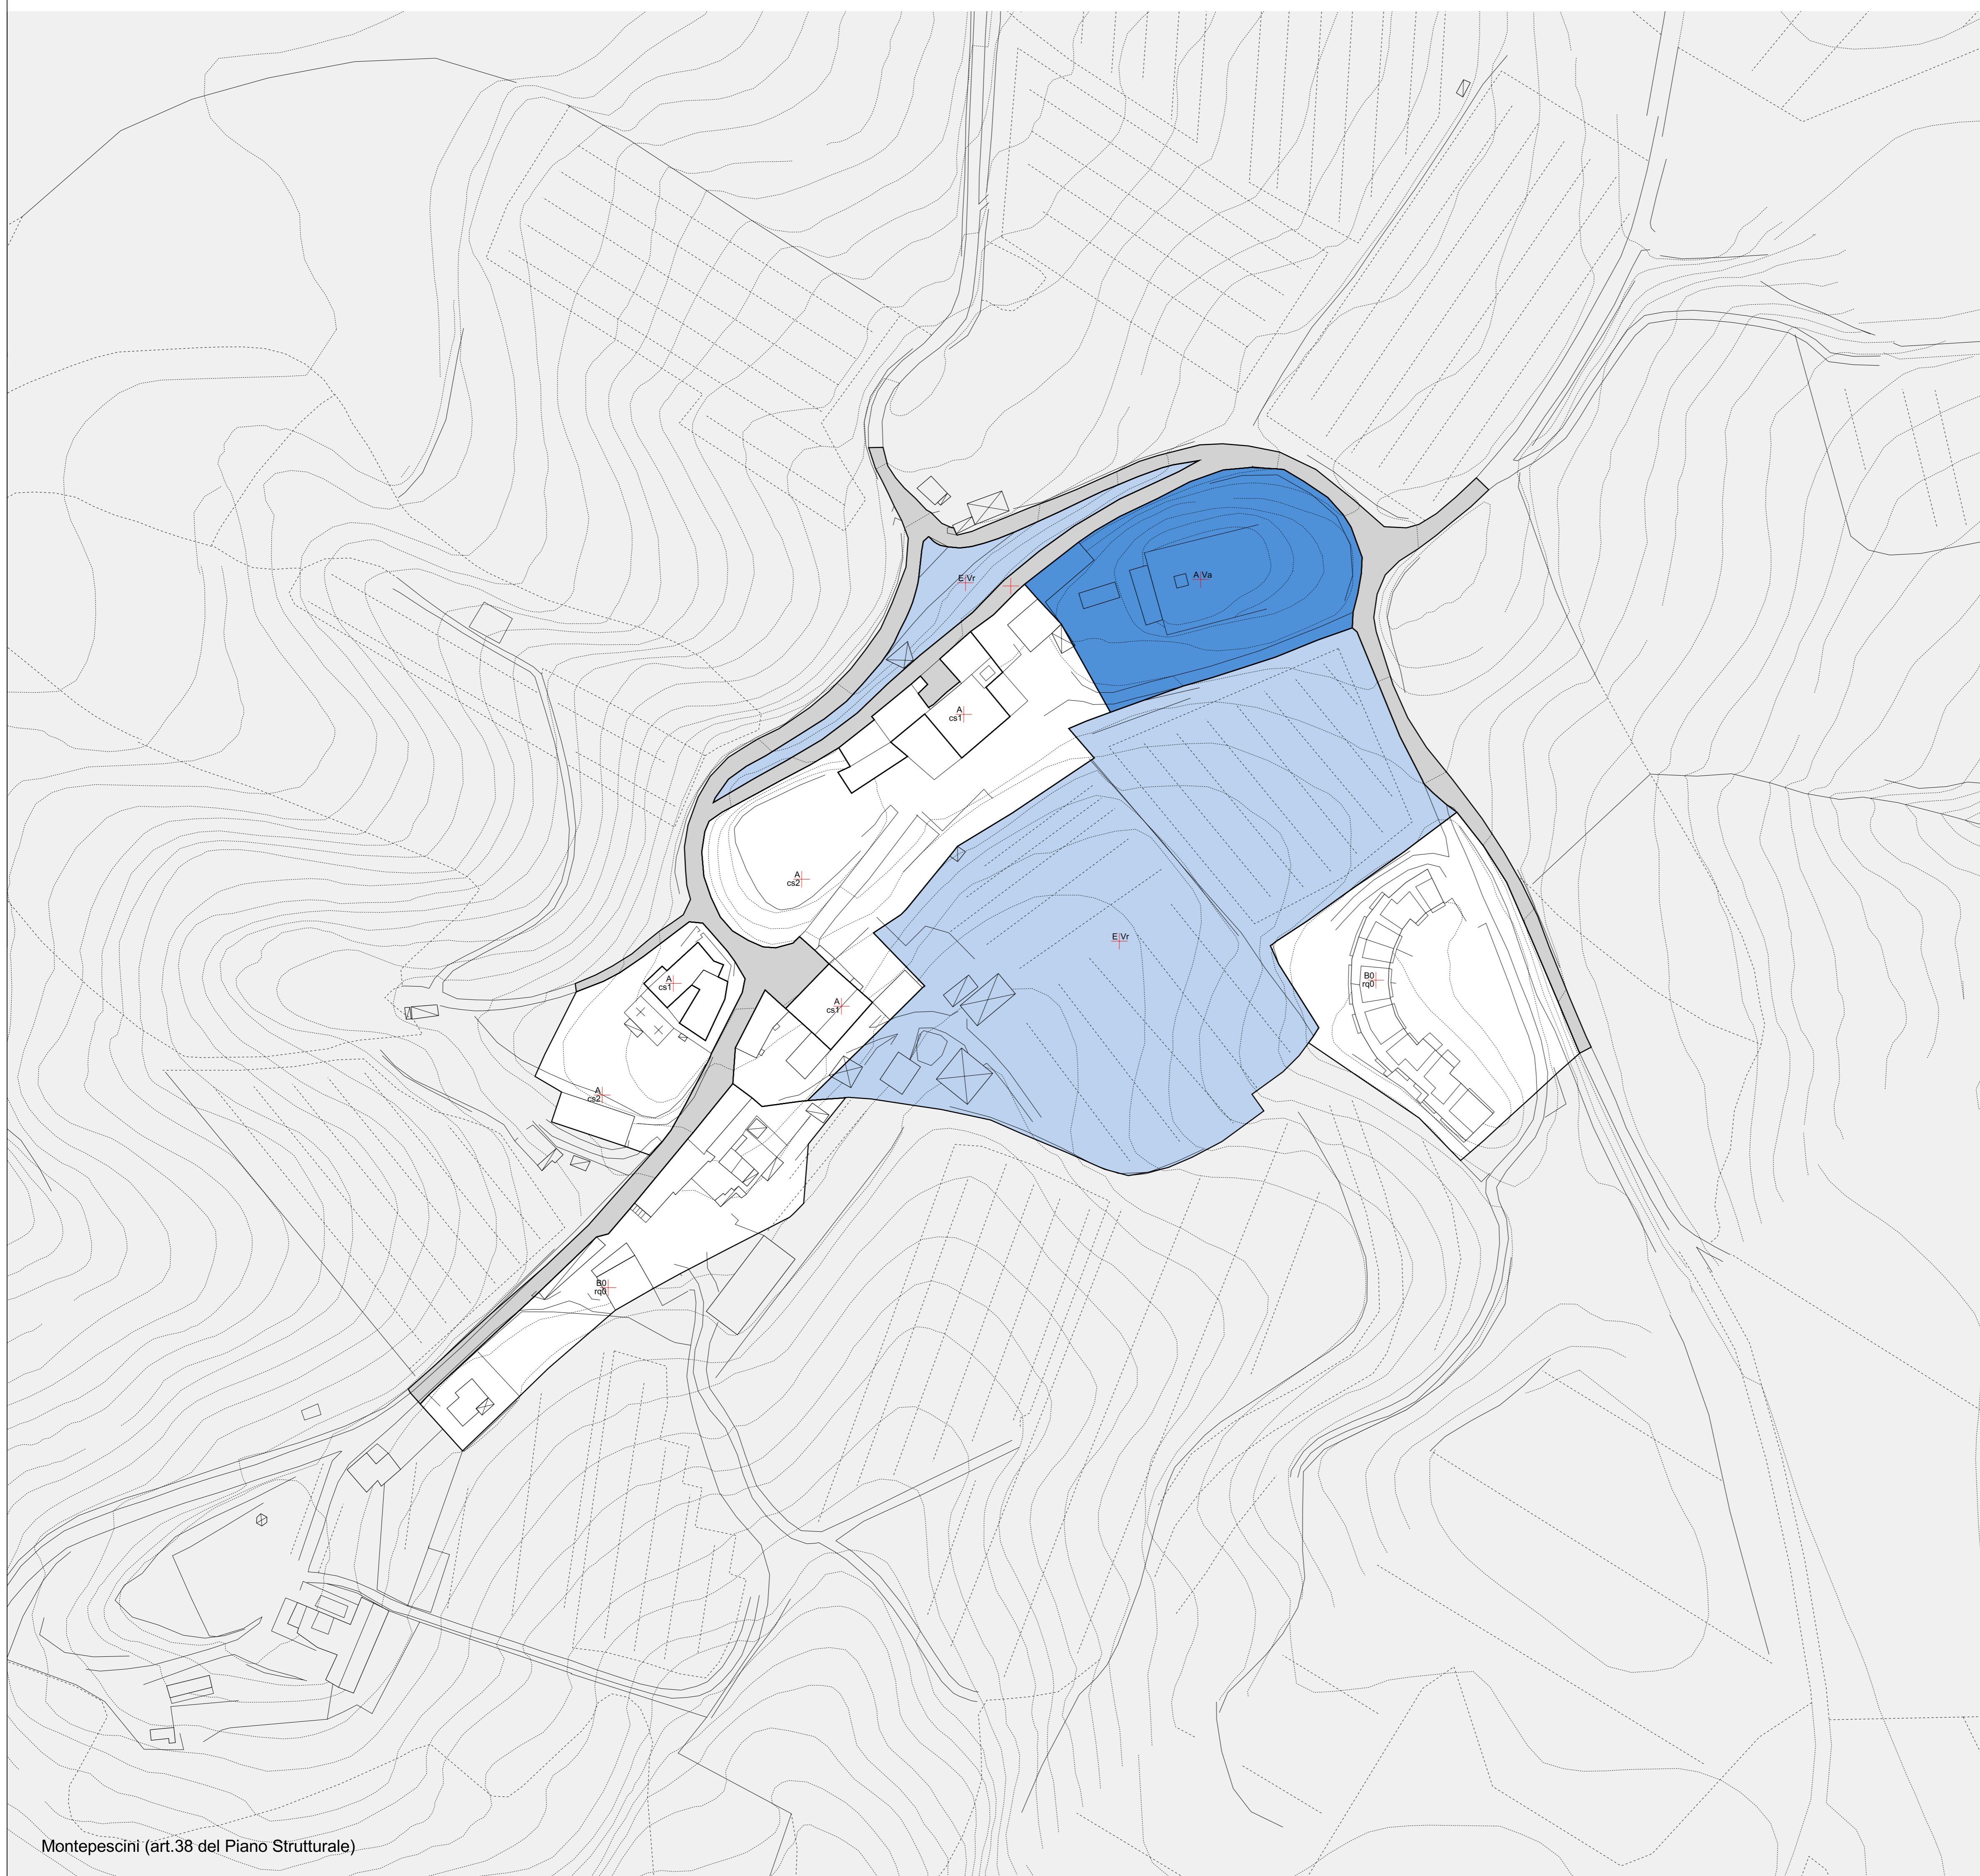 E Vr
A Va
A
cs1
A
cs2
E Vr
A
cs1
B0
rq0
A
cs1
A
cs2
B0
rq0
Montepescini (art.38 del Piano Strutturale)